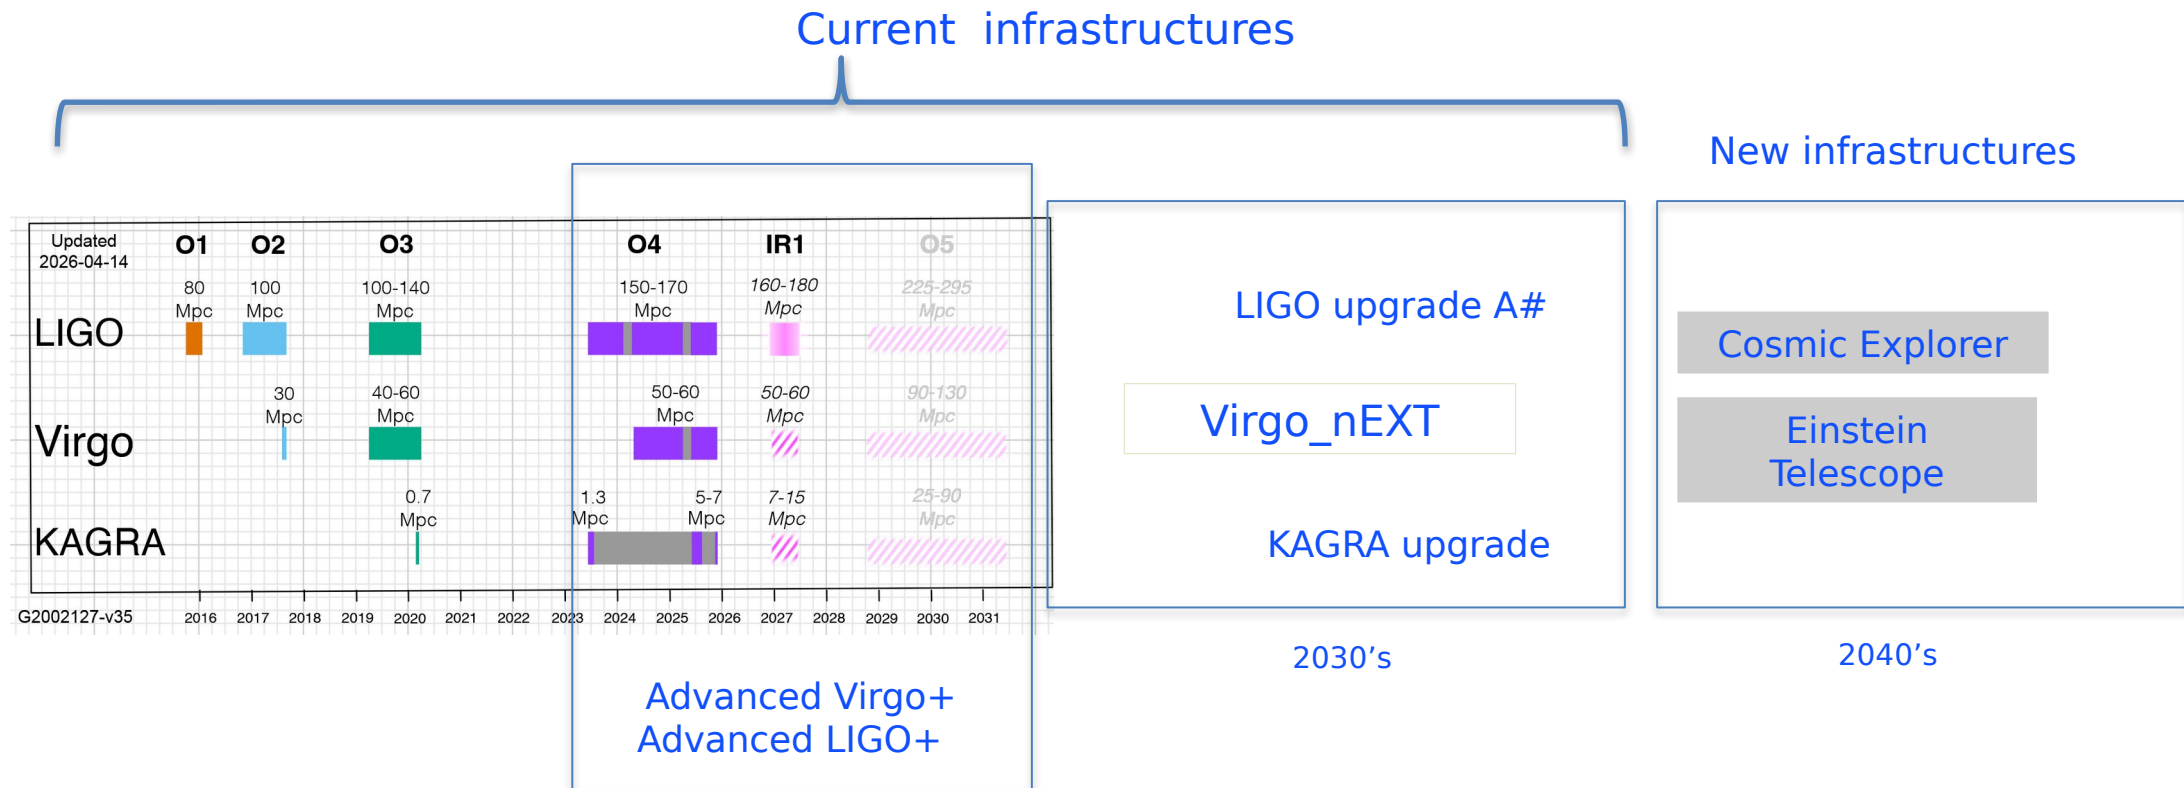 Current  infrastructures
New infrastructures
Updated
2026-04-14
O1 O2 O3 O4 IR1 O5
80 100 100-140 150-170 160-180 225-295
Mpc Mpc Mpc Mpc Mpc Mpc
LIGO
30 40-60 50-60 50-60 90-130
Mpc Mpc Mpc Mpc Mpc
Virgo
0.7 1.3 5-7 7-15 25-90
Mpc Mpc Mpc Mpc Mpc
KAGRA
G2002127-v35
2016 2017 2018 2019 2020 2021 2022 2023 2024 2025 2026 2027 2028 2029 2030 2031
LIGO upgrade A#
Virgo_nEXT
KAGRA upgrade
2030’s
Cosmic Explorer
Einstein
Telescope
2040’s
Advanced Virgo+
Advanced LIGO+